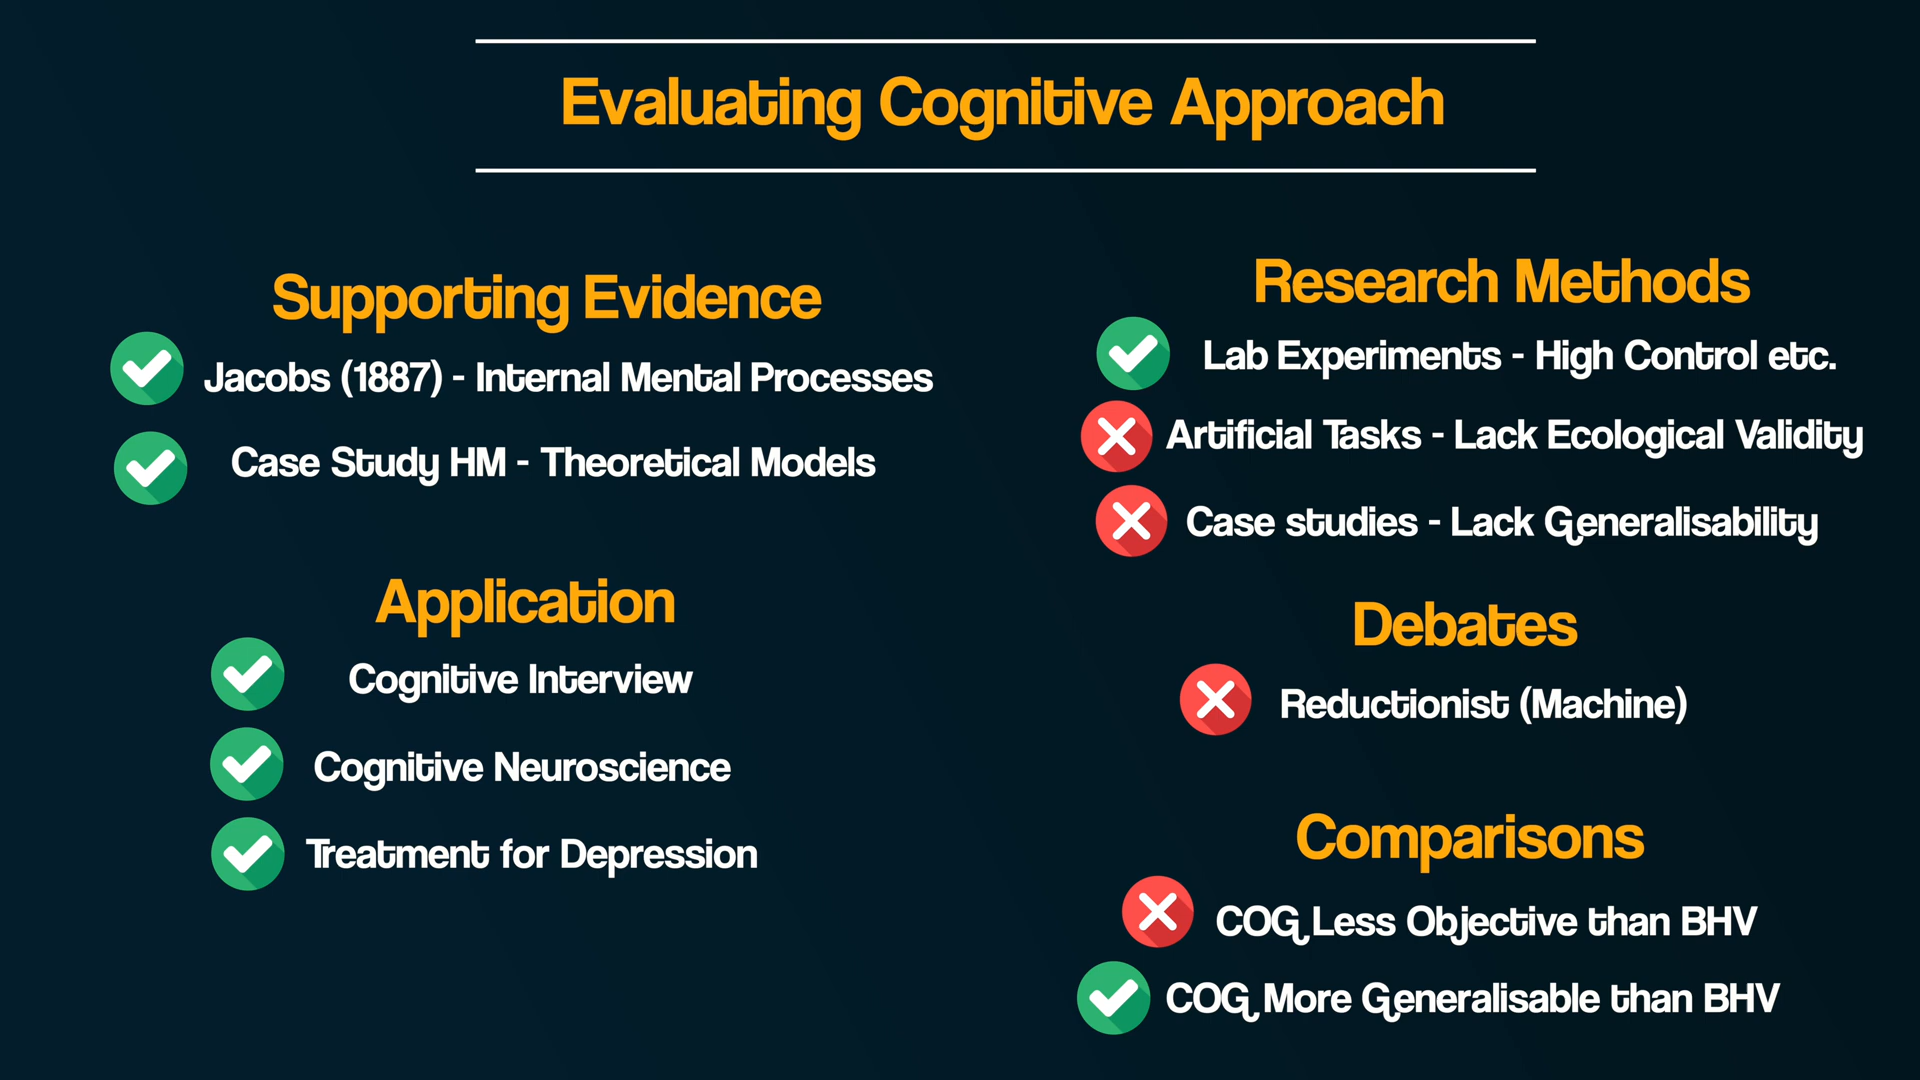 Evaluating Cognitive Approach
Supporting Evidence
Jacobs (1887) - Internal Mental Processes
Case Study HM - Theoretical Models
Application
Cognitive Interview
Cognitive Neuroscience
Treatment for Depression
Research Methods
Lab Experiments - High Control etc.
Artificial Tasks - Lack Ecological Validity
Case studies - Lack Generalisability
Debates
Reductionist (Machine)
Comparisons
COG Less Objective than BHV
COG More Generalisable than BHV